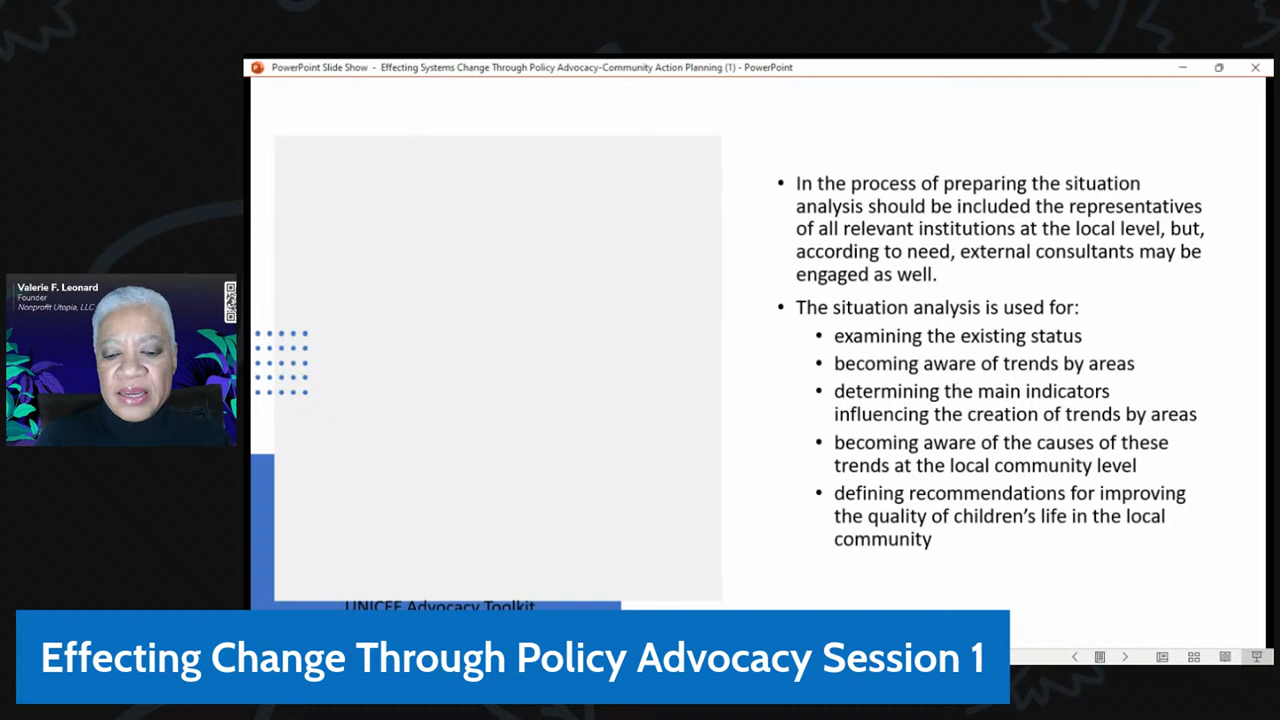 PowerPoint Slide Show - Effecting Systems Change Through Policy Advocacy-Community Action Planning (1) - PowerPoint
In the process of preparing the situation
analysis should be included the representatives
of all relevant institutions at the local level, but,
according to need, external consultants may be
engaged as well.
The situation analysis is used for:
examining the existing status
becoming aware of trends by areas
determining the main indicators
influencing the creation of trends by areas
becoming aware of the causes of these
trends at the local community level
defining recommendations for improving
the quality of children's life in the local
community
Valerie F. Leonard
Founder
Nonprofit Utopia, LLC
UNICEF Advocacy Toolkit
Effecting Change Through Policy Advocacy Session 1